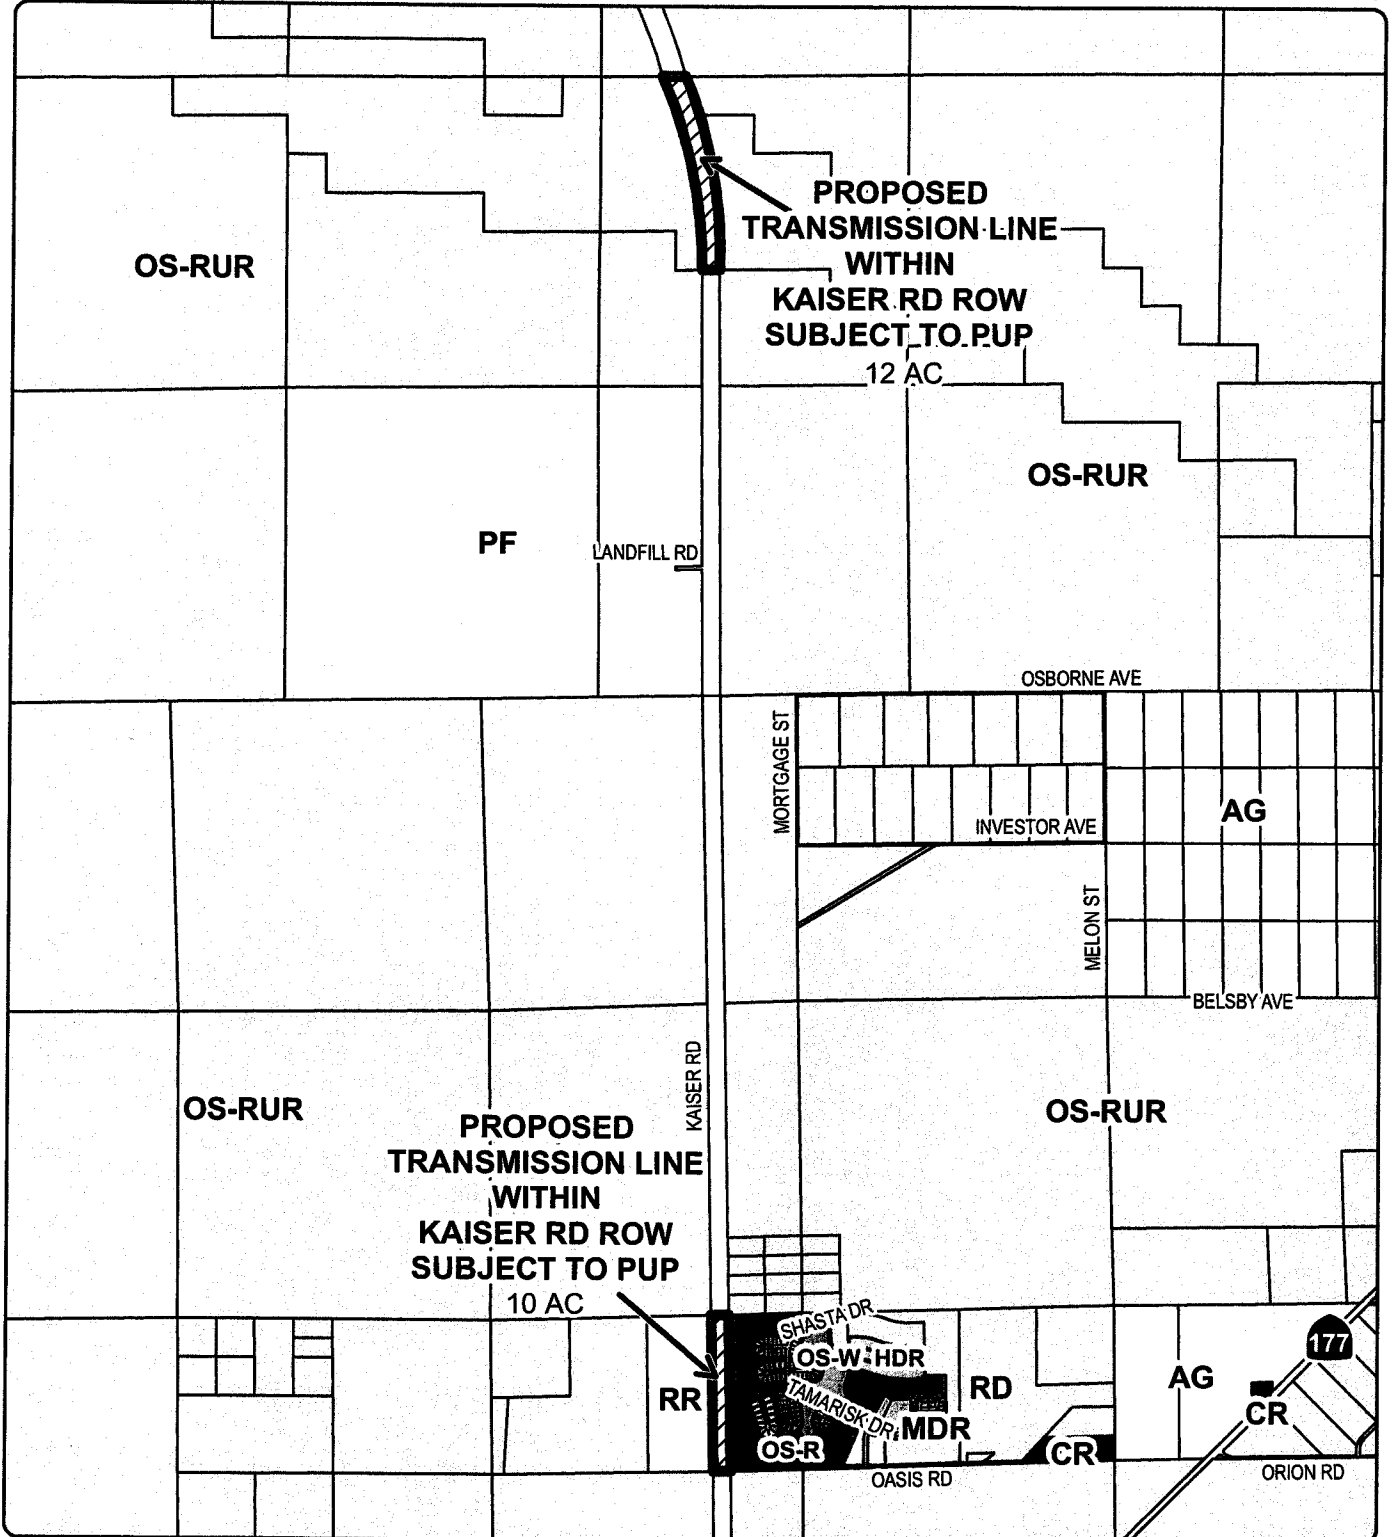 PROPOSED
TRANSMISSION LINE
WITHIN
KAISER RD ROW
SUBJECT TO PUP
12 AC
OS-RUR
OS-RUR
PF
LANDFILL RD
OSBORNE AVE
MORTGAGE ST
AG
INVESTOR AVE
MELON ST
BELSBY AVE
KAISER RD
OS-RUR
OS-RUR
PROPOSED
TRANSMISSION LINE
WITHIN
KAISER RD ROW
SUBJECT TO PUP
10 AC
SHASTA DR
177
OS-W
HDR
RR
TAMARISK DR
RD
AG
MDR
CR
OS-R
CR
OASIS RD
ORION RD